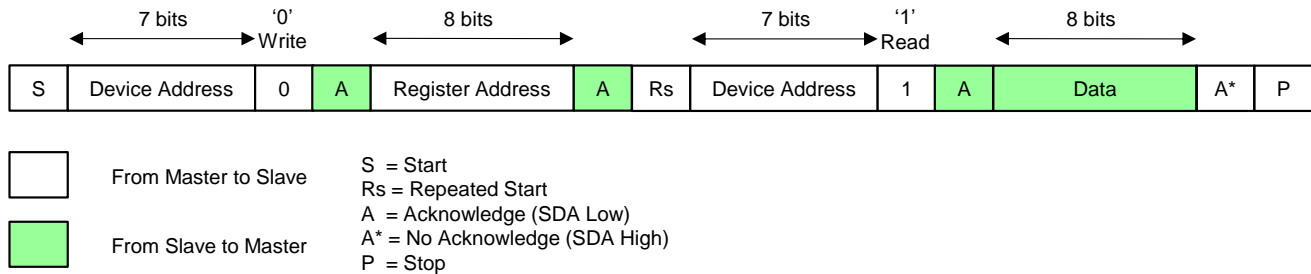 7 bits ‘0’ 8 bits 7 bits ‘1’ 8 bits
Write Read
S Device Address 0 A Register Address A Rs Device Address 1 A Data A* P
From Master to Slave
From Slave to Master
S = Start
Rs = Repeated Start
A = Acknowledge (SDA Low)
A* = No Acknowledge (SDA High)
P = Stop